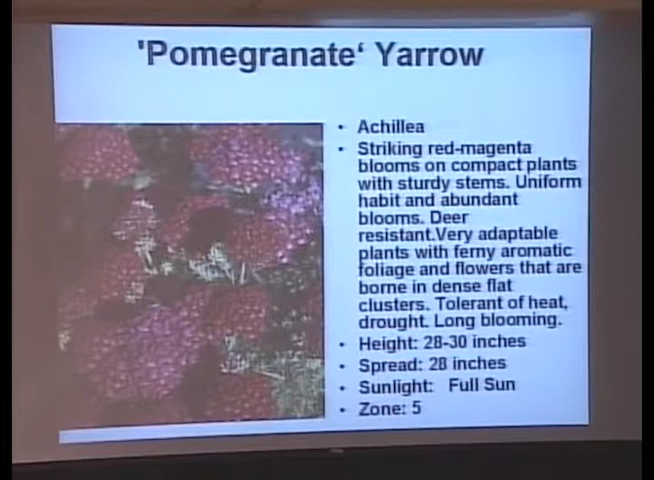 'Pomegranate‘ Yarrow
• Achillea
• Striking red-magenta
blooms on compact plants
with sturdy stems. Uniform
habit and abundant
blooms. Deer
resistant.Very adaptable
plants with ferny aromatic
foliage and flowers that are
borne in dense flat
clusters. Tolerant of heat,
drought. Long blooming.
• Height: 28-30 inches
• Spread: 28 inches
• Sunlight: Full Sun
• Zone: 5